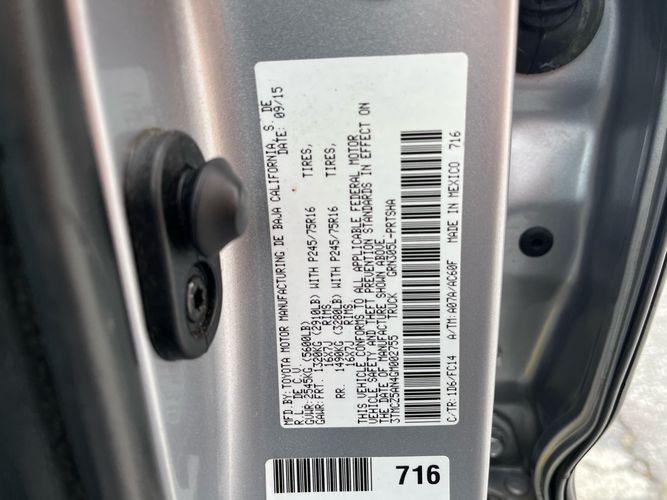 MFD.BY:TOYOTA MOTOR MANUFACTURING DE BAJA CALIFORNIA, S. DE
R.L. DE C.V. DATE: 09/15
GVWR:2545KG (5600LB)
GAWR:FRT. 1320KG (2910LB) WITH P245/75R16 TIRES,
16X7J RIMS
RR. 1490KG (3280LB) WITH P245/75R16 TIRES,
16X7J RIMS
THIS VEHICLE CONFORMS TO ALL APPLICABLE FEDERAL MOTOR
VEHICLE SAFETY AND THEFT PREVENTION STANDARDS IN EFFECT ON
THE DATE OF MANUFACTURE SHOWN ABOVE.
3TMCZ5AN4GM002755 TRUCK GRN305L-PRTSHA
C/TR:1D6/FC14 A/TM:A07A/AC60F MADE IN MEXICO 716
716